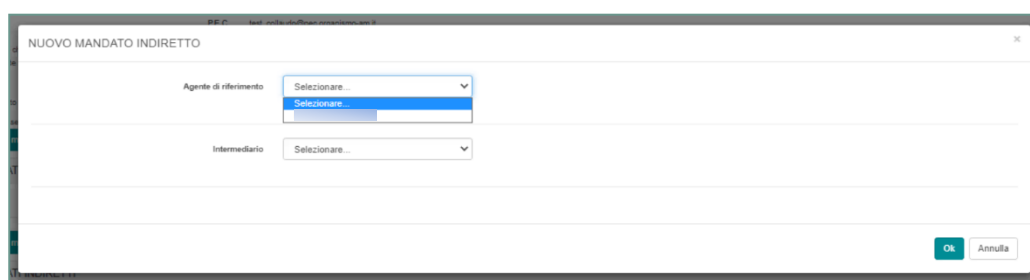 P.E.C.
NUOVO MANDATO INDIRETTO
×
Agente di riferimento
Selezionare...
Selezionare...
Intermediario
Selezionare...
Ok
Annulla